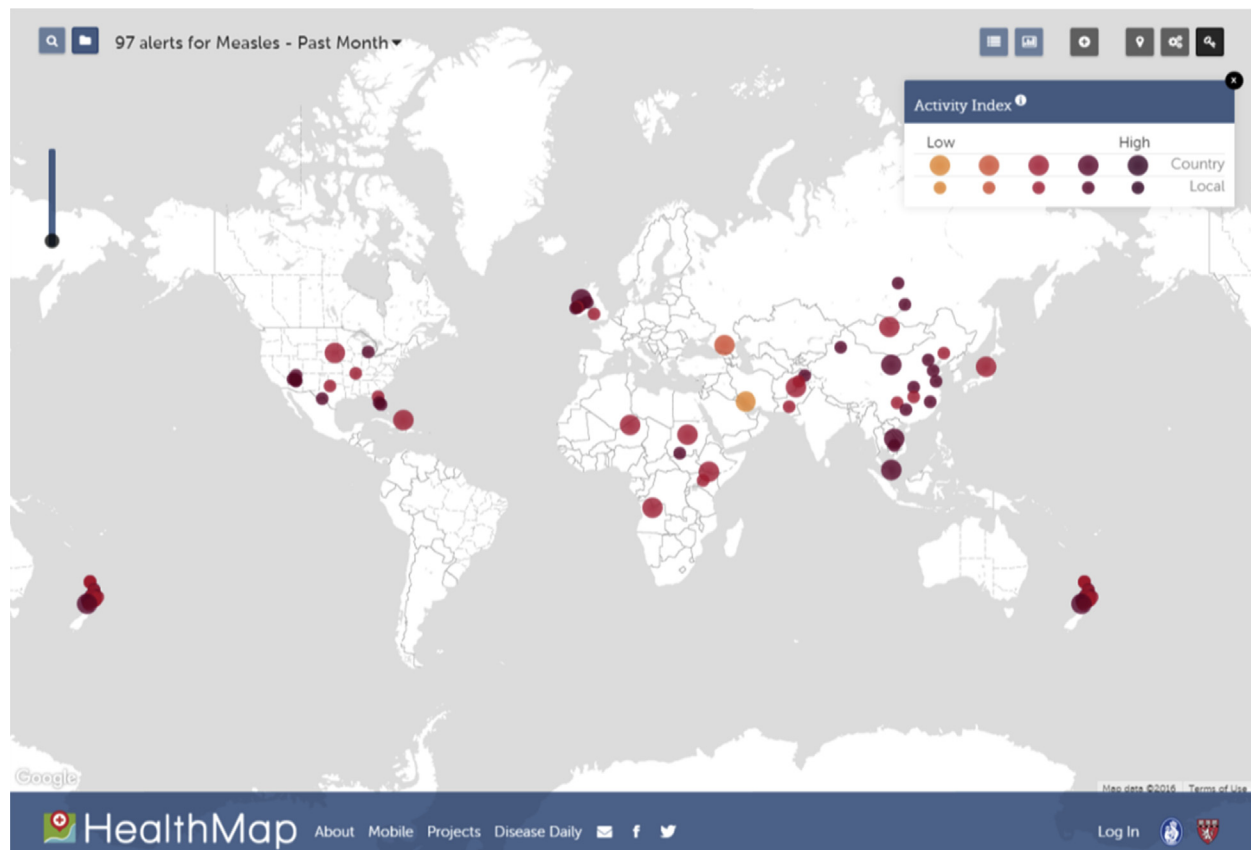 97 alerts for Measles - Past Month
x
Activity Index i
Low High
Country
Local
Google
Map data ©2016 Terms of Use
HealthMap About Mobile Projects Disease Daily f Log In